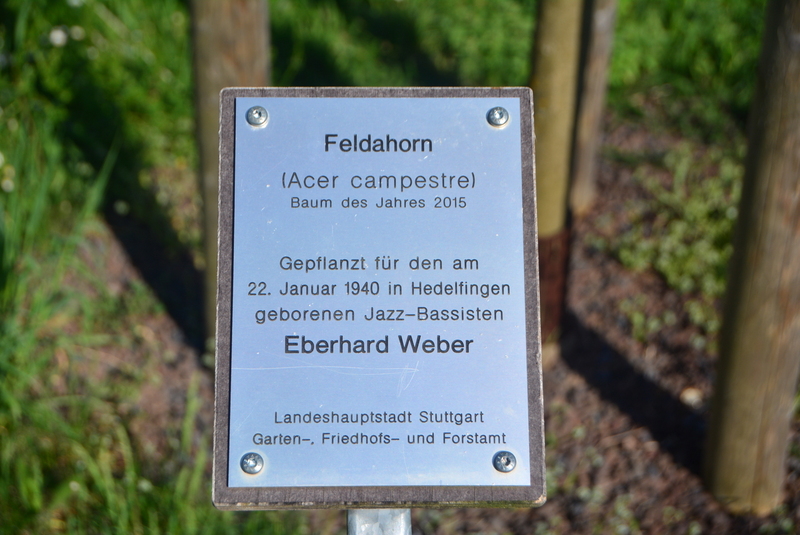 Feldahorn
(Acer campestre)
Baum des Jahres 2015
Gepflanzt für den am
22. Januar 1940 in Hedelfingen
geborenen Jazz-Bassisten
Eberhard Weber
Landeshauptstadt Stuttgart
Garten-, Friedhofs- und Forstamt